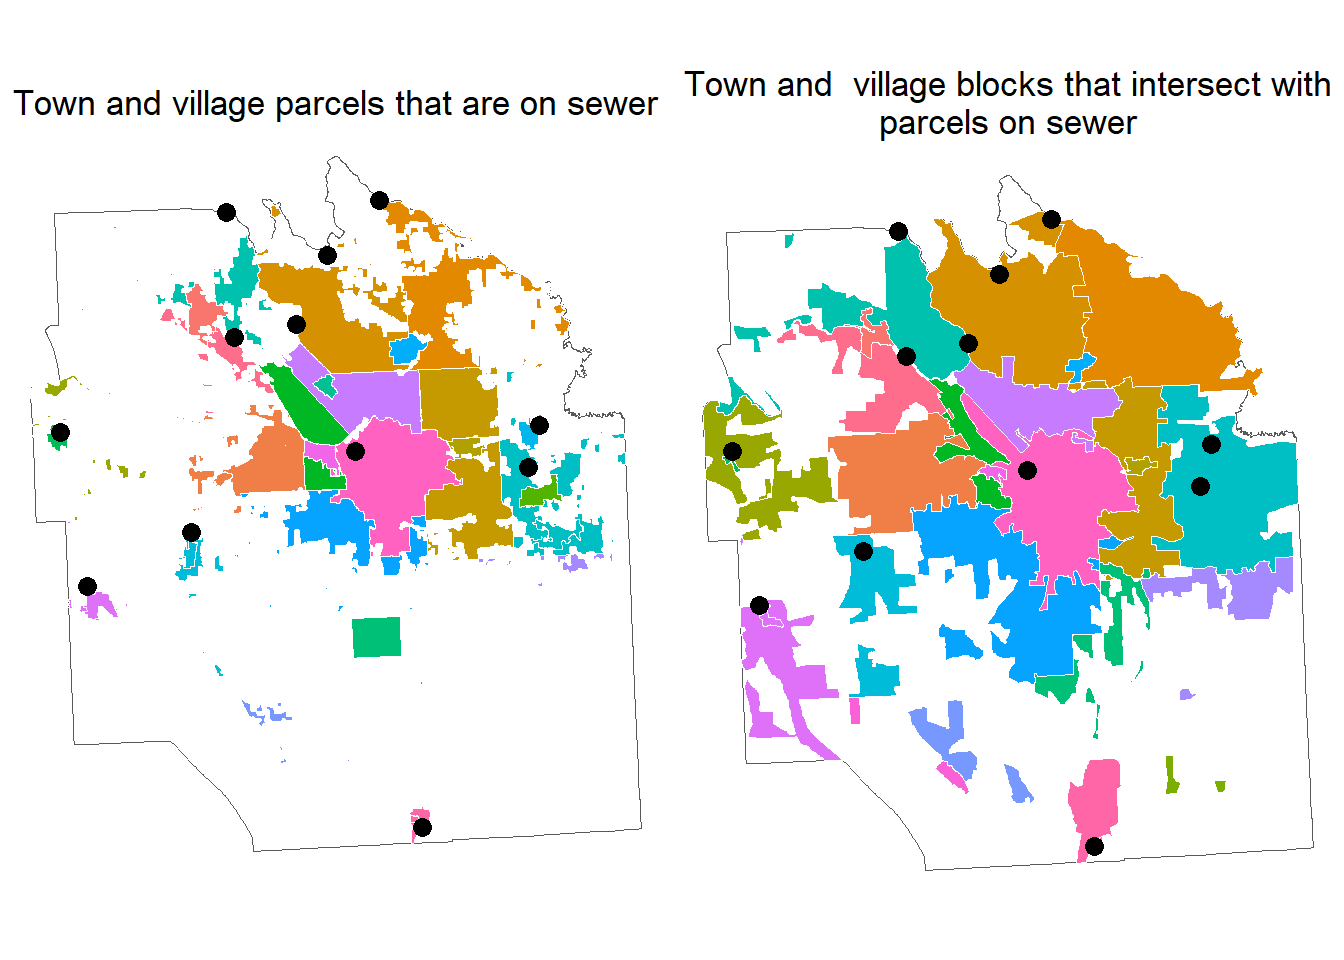 Town and village parcels that are on sewer
Town and  village blocks that intersect with
parcels on sewer